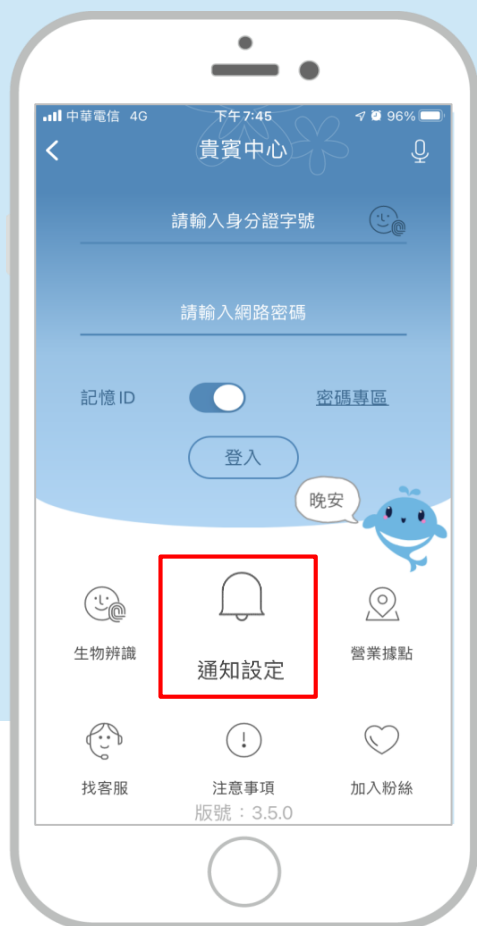 中華電信 4G 下午7:45 96%
貴賓中心
請輸入身分證字號
請輸入網路密碼
記憶ID 密碼專區
登入
晚安
生物辨識 通知設定 營業據點
找客服 注意事項 加入粉絲
版號：3.5.0